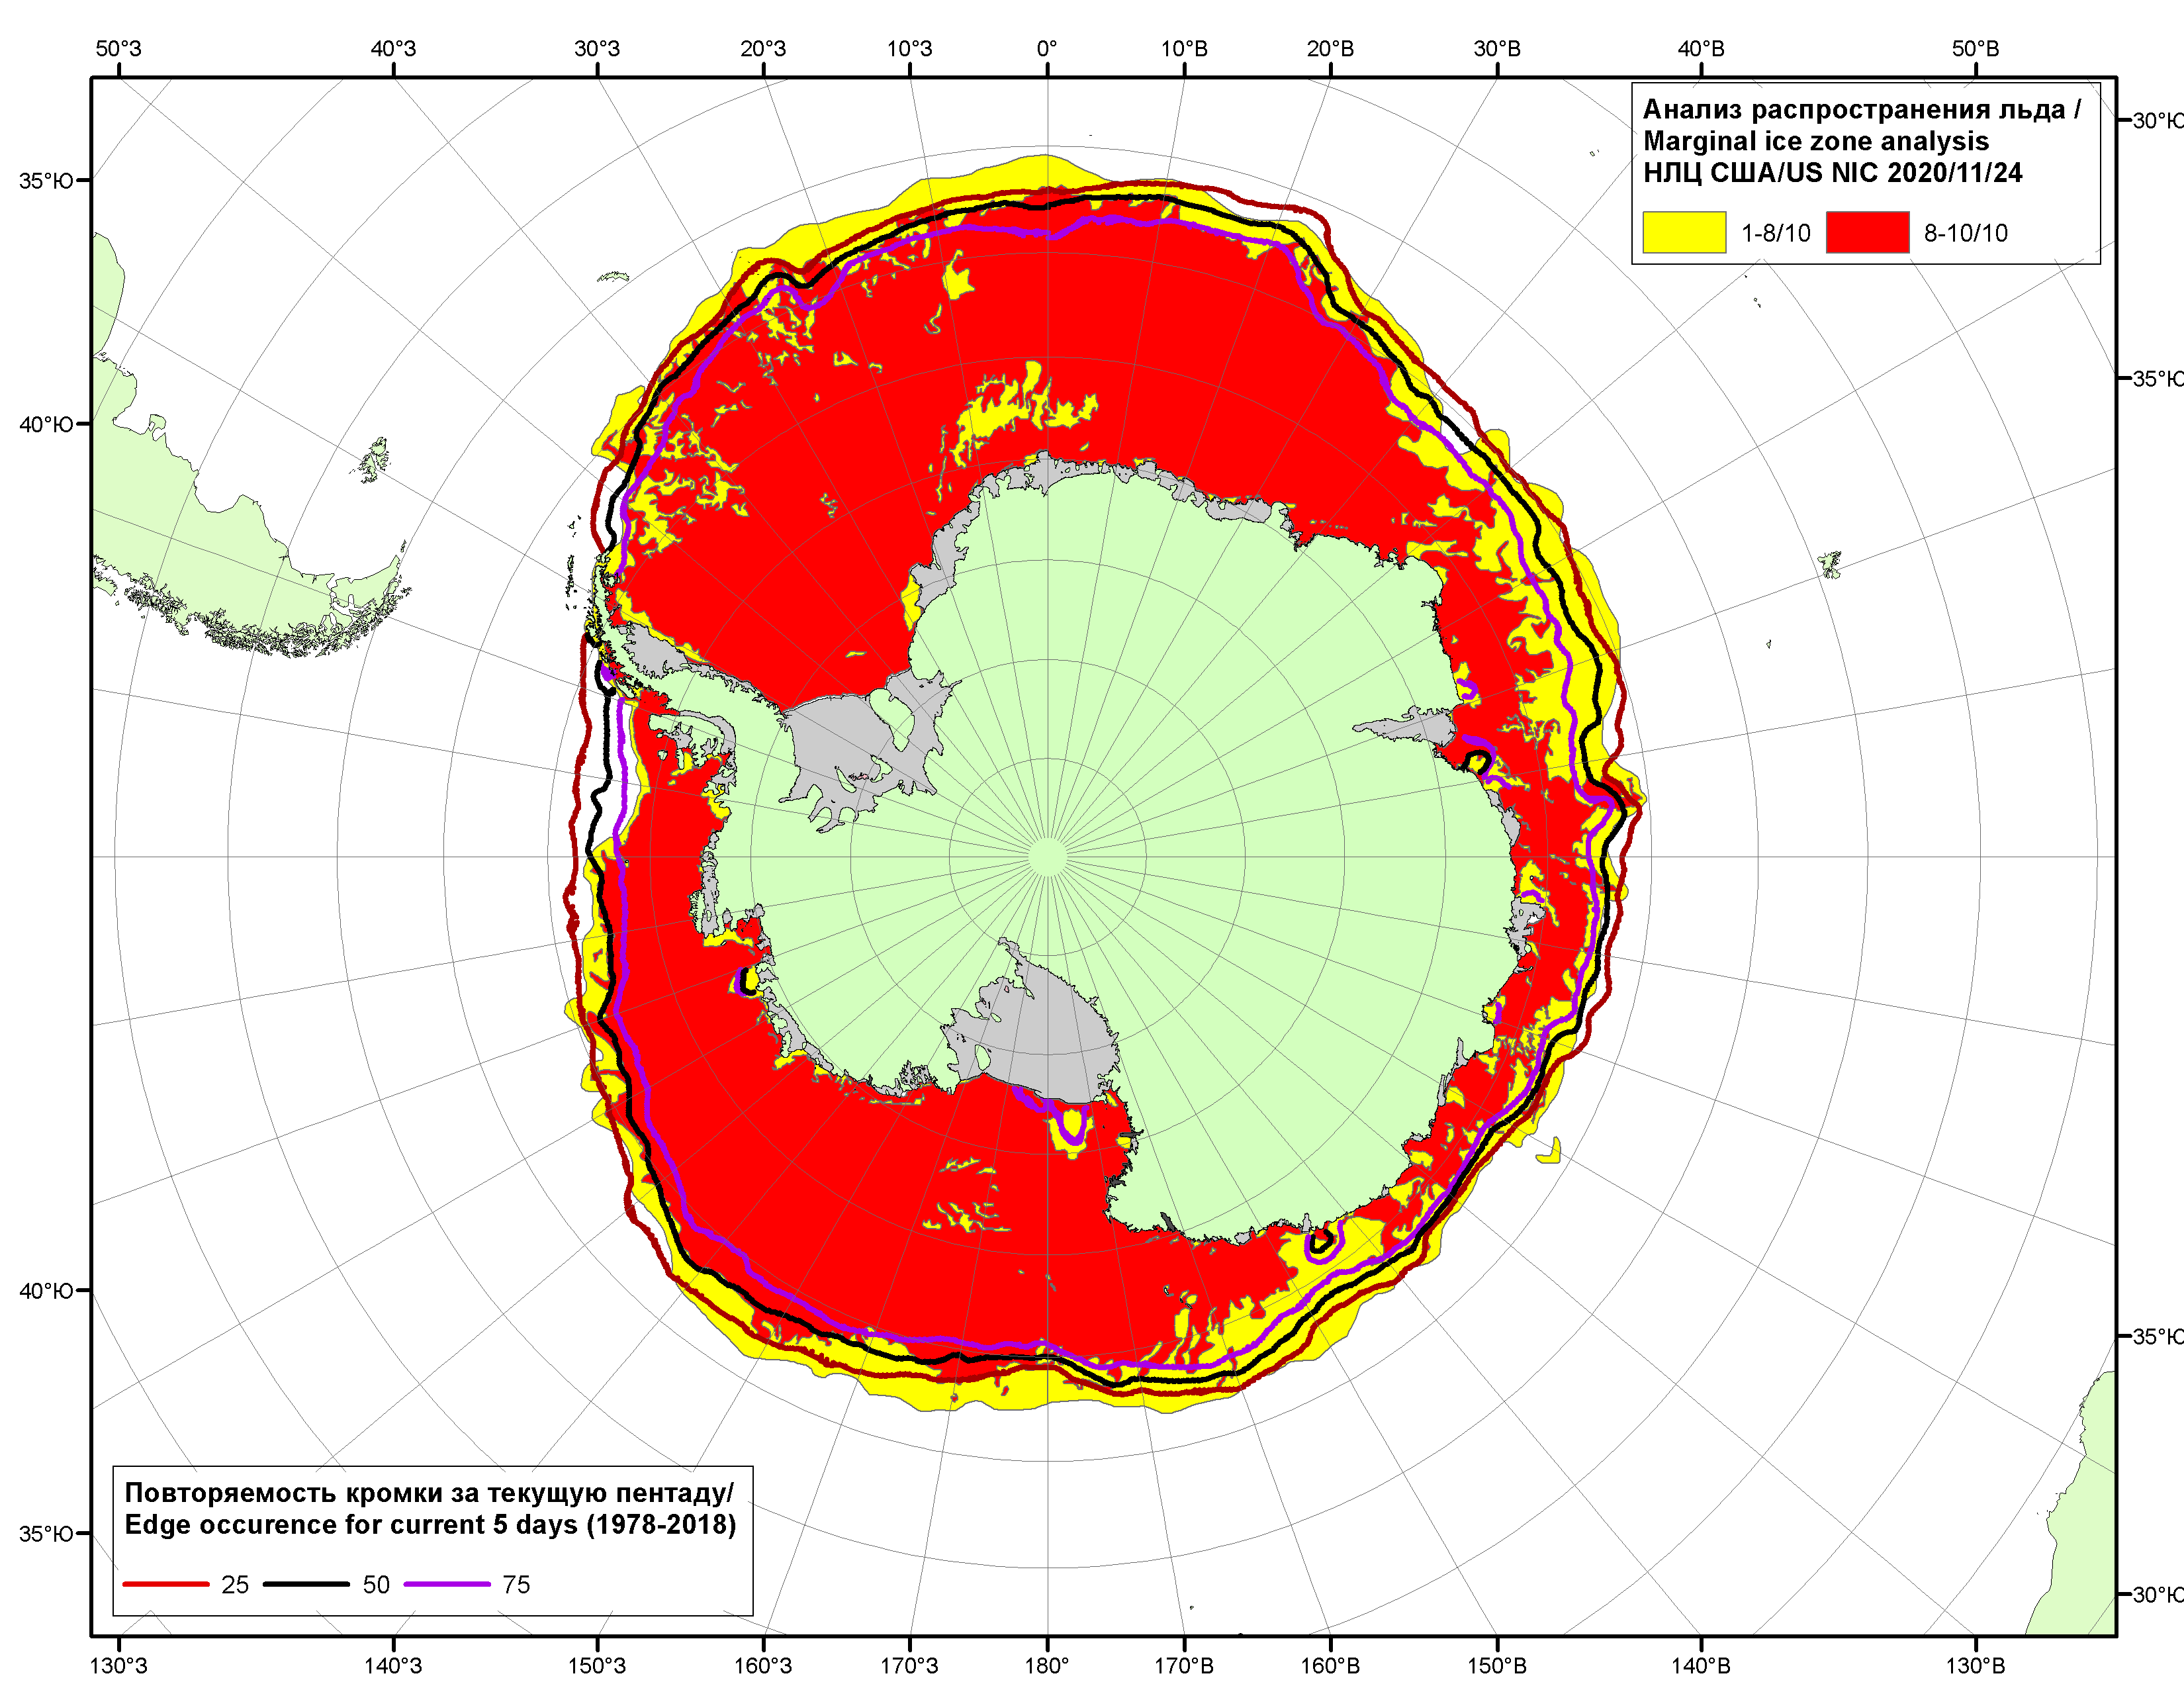 50°З 40°З 30°З 20°З 10°З 0° 10°В 20°В 30°В 40°В 50°В
Анализ распространения льда /
Marginal ice zone analysis
НЛЦ США/US NIC 2020/11/24
1-8/10 8-10/10
30°Ю
35°Ю
35°Ю
40°Ю
40°Ю
35°Ю
35°Ю
30°Ю
Повторяемость кромки за текущую пентаду/
Edge occurence for current 5 days (1978-2018)
25 50 75
130°З 140°З 150°З 160°З 170°З 180° 170°В 160°В 150°В 140°В 130°В